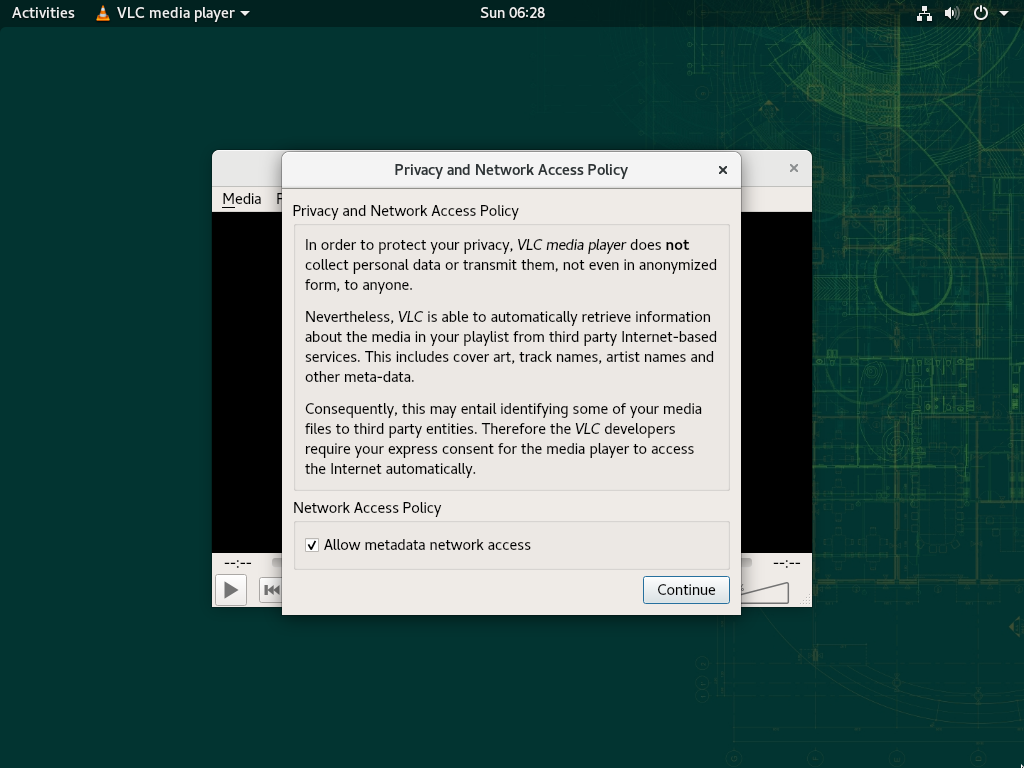 Activities VLC media player Sun 06:28
Privacy and Network Access Policy
Media
Privacy and Network Access Policy
In order to protect your privacy, VLC media player does not
collect personal data or transmit them, not even in anonymized
form, to anyone.
Nevertheless, VLC is able to automatically retrieve information
about the media in your playlist from third party Internet-based
services. This includes cover art, track names, artist names and
other meta-data.
Consequently, this may entail identifying some of your media
files to third party entities. Therefore the VLC developers
require your express consent for the media player to access
the Internet automatically.
Network Access Policy
Allow metadata network access
--:-- --:--
Continue